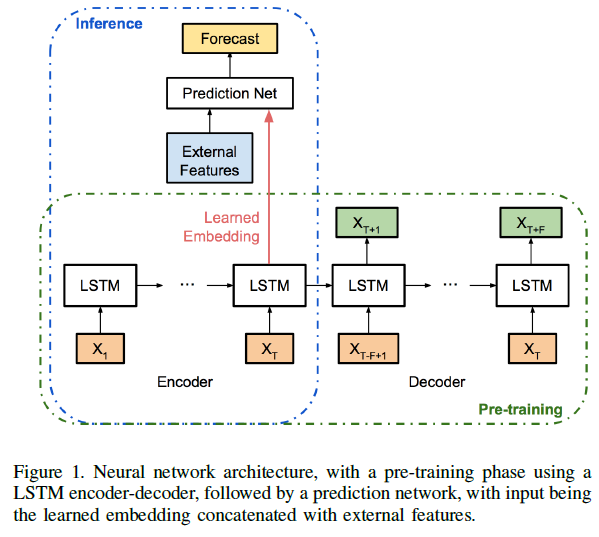 Inference
Forecast
Prediction Net
External
Features
Learned
Embedding
X_{T+1}
X_{T+F}
LSTM
...
LSTM
LSTM
...
LSTM
X_1
X_T
X_{T-F+1}
X_T
Encoder
Decoder
Pre-training
Figure 1. Neural network architecture, with a pre-training phase using a
LSTM encoder-decoder, followed by a prediction network, with input being
the learned embedding concatenated with external features.